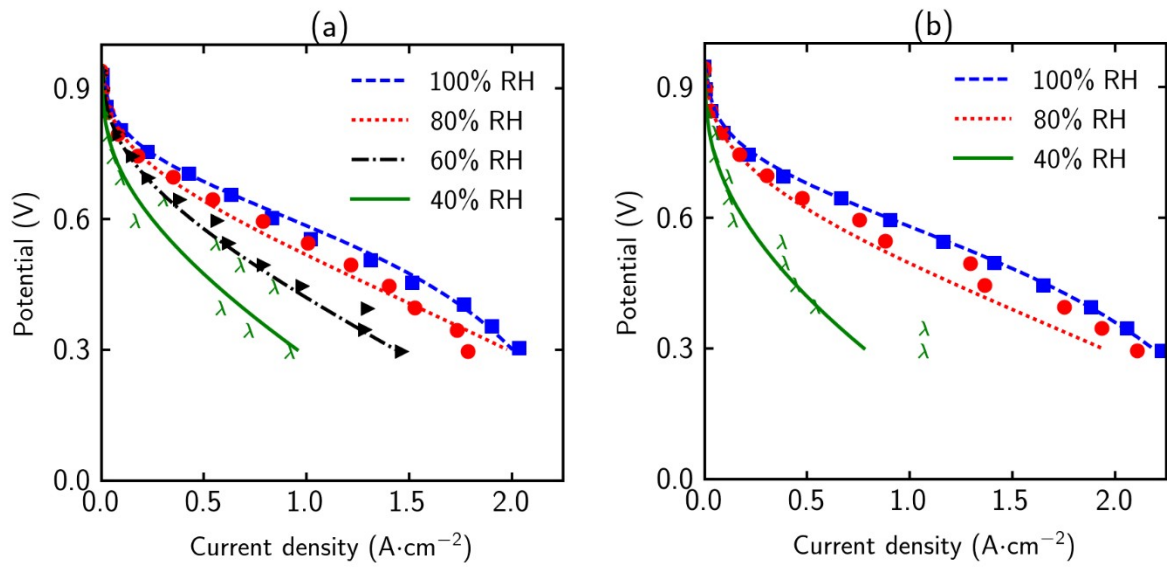 (a)
100% RH
80% RH
60% RH
40% RH
0.9
0.6
0.3
0.0
Potential (V)
0.0 0.5 1.0 1.5 2.0
Current density (A·cm⁻²)
(b)
100% RH
80% RH
40% RH
0.9
0.6
0.3
0.0
Potential (V)
0.0 0.5 1.0 1.5 2.0
Current density (A·cm⁻²)